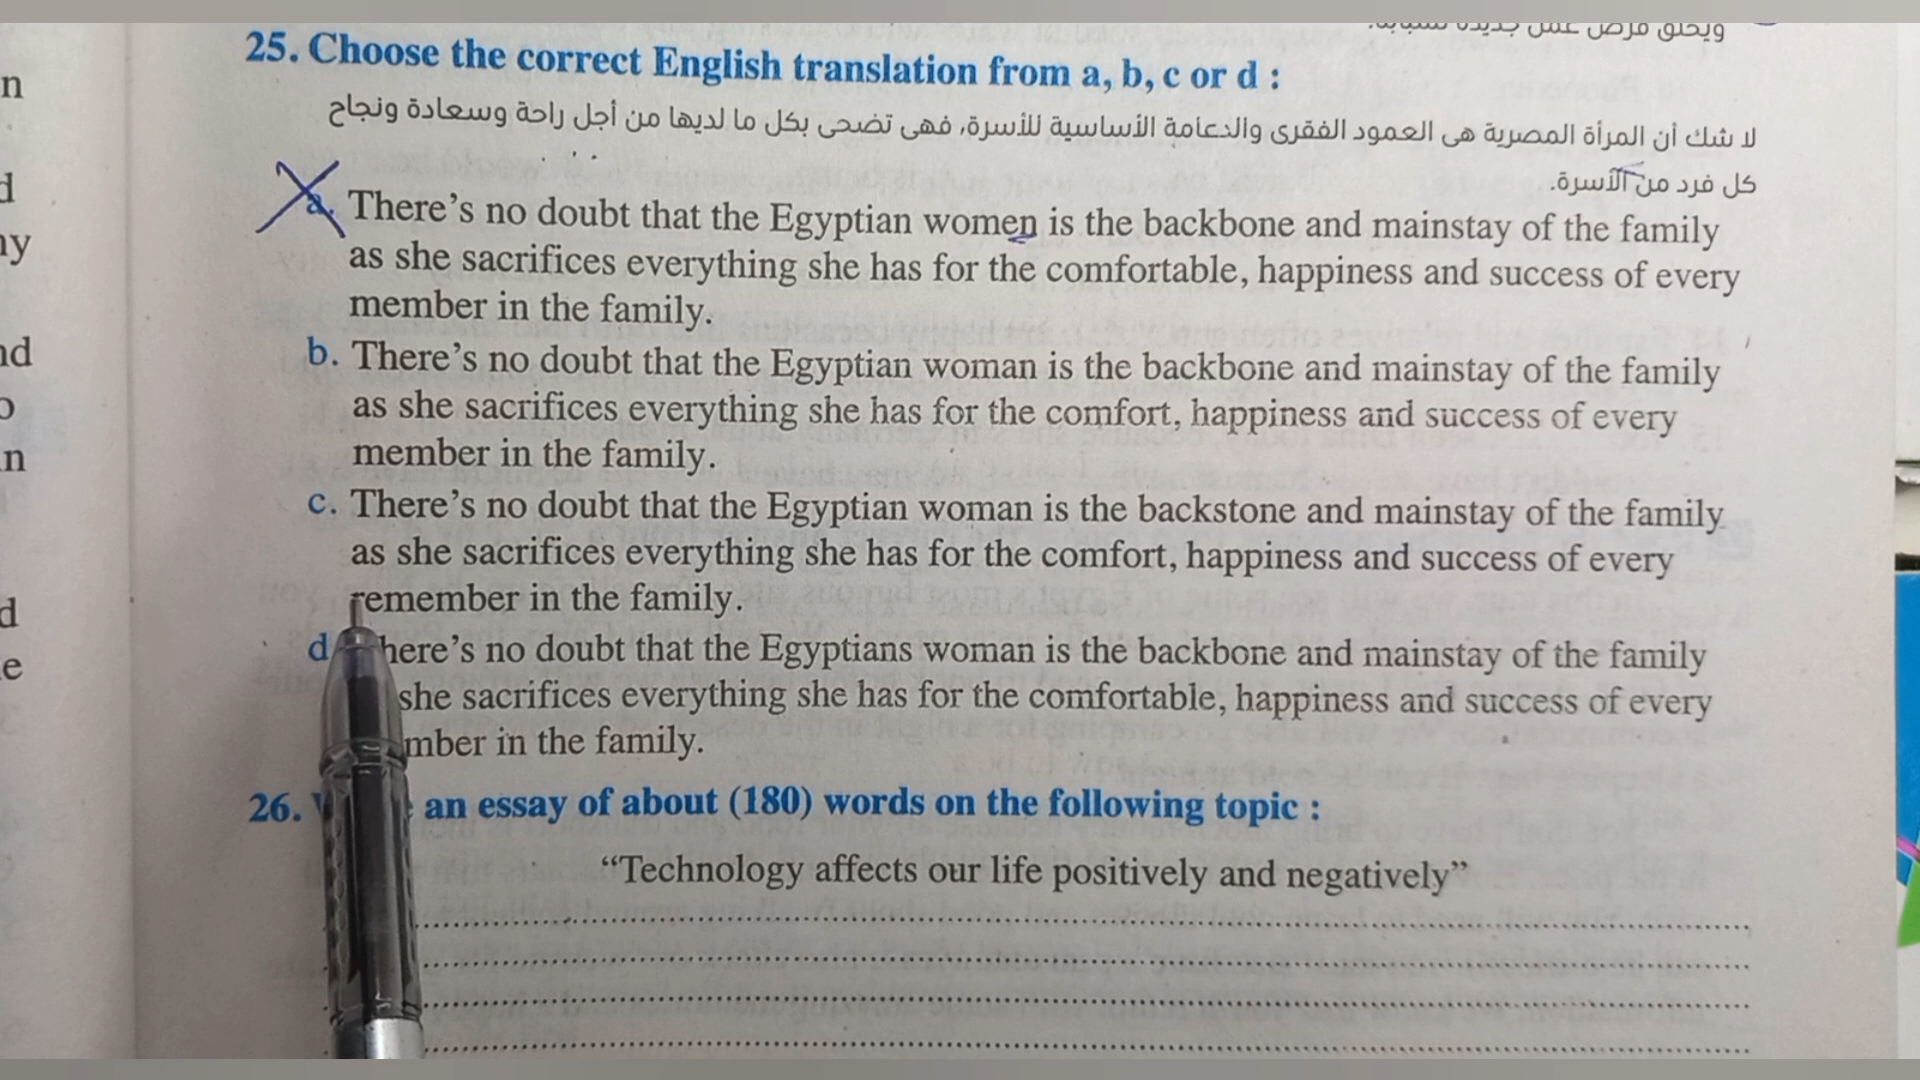 n
d
ny
nd
o
n
d
e
ويخلق فرص عمل جديدة
25. Choose the correct English translation from a, b, c or d :
لا شك أن المرأة المصرية هى العمود الفقرى والدعامة الأساسية للأسرة، فهى تضحى بكل ما لديها من أجل راحة وسعادة ونجاح
كل فرد من الأسرة.
a. There's no doubt that the Egyptian women is the backbone and mainstay of the family
as she sacrifices everything she has for the comfortable, happiness and success of every
member in the family.
b. There's no doubt that the Egyptian woman is the backbone and mainstay of the family
as she sacrifices everything she has for the comfort, happiness and success of every
member in the family.
c. There's no doubt that the Egyptian woman is the backstone and mainstay of the family
as she sacrifices everything she has for the comfort, happiness and success of every
remember in the family.
d here's no doubt that the Egyptians woman is the backbone and mainstay of the family
she sacrifices everything she has for the comfortable, happiness and success of every
mber in the family.
26. an essay of about (180) words on the following topic :
“Technology affects our life positively and negatively”